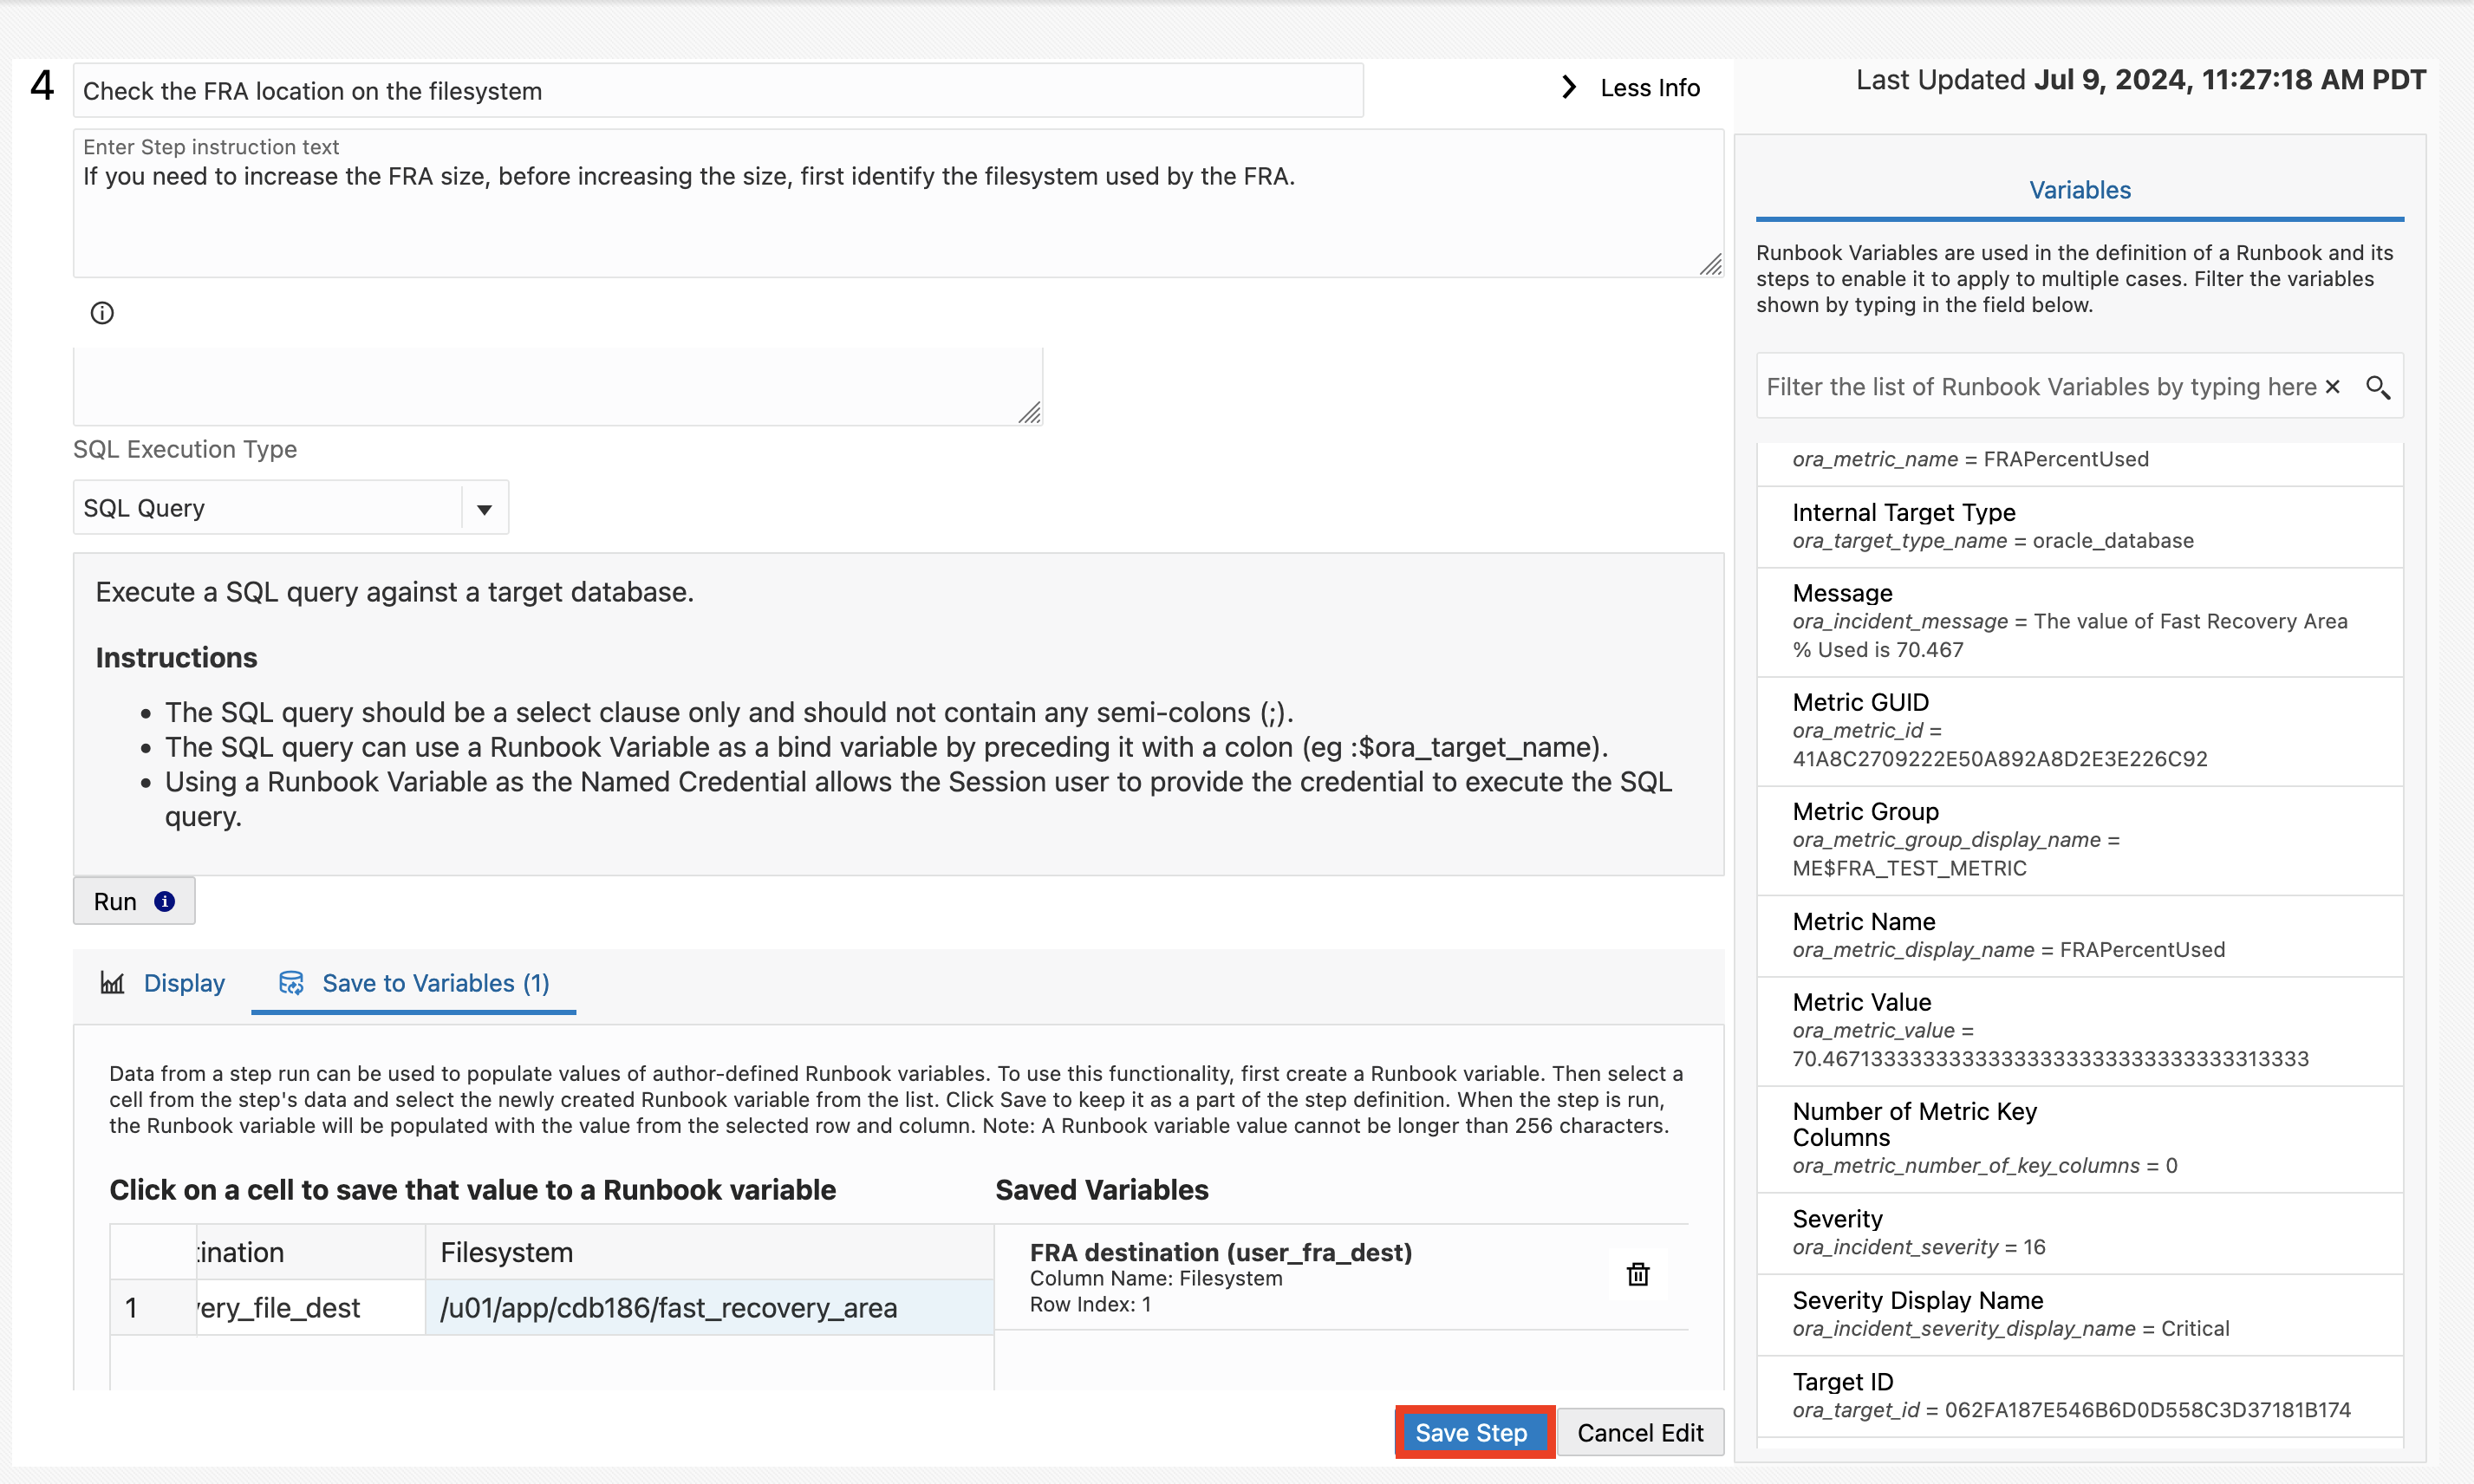 4
Check the FRA location on the filesystem
Less Info
Last Updated Jul 9, 2024, 11:27:18 AM PDT
Enter Step instruction text
If you need to increase the FRA size, before increasing the size, first identify the filesystem used by the FRA.
SQL Execution Type
SQL Query
Execute a SQL query against a target database.
Instructions
• The SQL query should be a select clause only and should not contain any semi-colons (;).
• The SQL query can use a Runbook Variable as a bind variable by preceding it with a colon (eg :$ora_target_name).
• Using a Runbook Variable as the Named Credential allows the Session user to provide the credential to execute the SQL
query.
Run
Display
Save to Variables (1)
Data from a step run can be used to populate values of author-defined Runbook variables. To use this functionality, first create a Runbook variable. Then select a
cell from the step's data and select the newly created Runbook variable from the list. Click Save to keep it as a part of the step definition. When the step is run,
the Runbook variable will be populated with the value from the selected row and column. Note: A Runbook variable value cannot be longer than 256 characters.
Click on a cell to save that value to a Runbook variable
Saved Variables
tination
Filesystem
1
very_file_dest
/u01/app/cdb186/fast_recovery_area
FRA destination (user_fra_dest)
Column Name: Filesystem
Row Index: 1
Save Step
Cancel Edit
Variables
Runbook Variables are used in the definition of a Runbook and its
steps to enable it to apply to multiple cases. Filter the variables
shown by typing in the field below.
Filter the list of Runbook Variables by typing here
ora_metric_name = FRAPercentUsed
Internal Target Type
ora_target_type_name = oracle_database
Message
ora_incident_message = The value of Fast Recovery Area
% Used is 70.467
Metric GUID
ora_metric_id =
41A8C2709222E50A892A8D2E3E226C92
Metric Group
ora_metric_group_display_name =
ME$FRA_TEST_METRIC
Metric Name
ora_metric_display_name = FRAPercentUsed
Metric Value
ora_metric_value =
Number of Metric Key
Columns
ora_metric_number_of_key_columns = 0
Severity
ora_incident_severity = 16
Severity Display Name
ora_incident_severity_display_name = Critical
Target ID
ora_target_id = 062FA187E546B6D0D558C3D37181B174